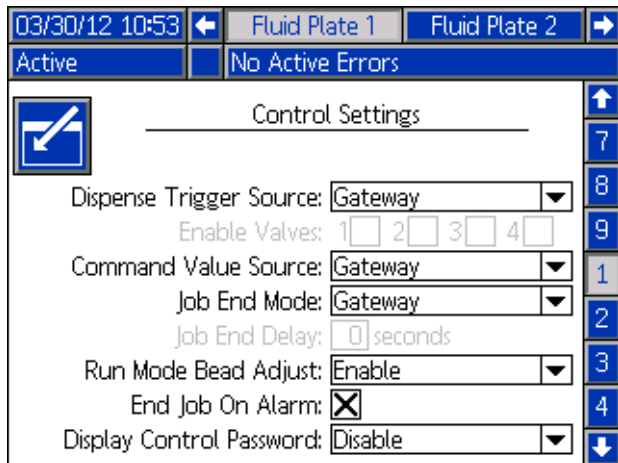 03/30/12 10:53 Fluid Plate 1 Fluid Plate 2
Active No Active Errors
Control Settings
7
Dispense Trigger Source: Gateway
8
Enable Valves: 1 2 3 4
9
Command Value Source: Gateway
1
Job End Mode: Gateway
Job End Delay: 0 seconds
2
Run Mode Bead Adjust: Enable
3
End Job On Alarm:
4
Display Control Password: Disable